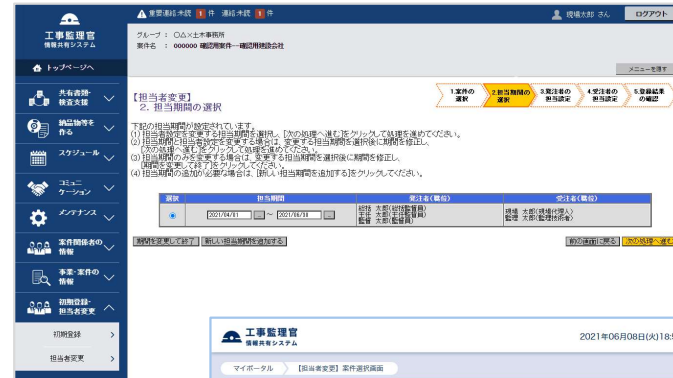 工事監理官
情報共有システム
重要連絡未読 1 件 連絡未読 1 件
現場太郎 さん
ログアウト
グループ : 〇△×土木事務所
案件名 : 000000 確認用案件--確認用建設会社
トップページへ
メニューを隠す
共有書類・
検査支援
納品物等を
作る
スケジュール
コミュニ
ケーション
メンテナンス
案件関係者の
情報
事業・案件の
情報
初期登録・
担当者変更
初期登録
担当者変更
【担当者変更】
2. 担当期間の選択
1.案件の
選択
2.担当期間の
選択
3.発注者の
担当設定
4.受注者の
担当設定
5.登録結果
の確認
下記の担当期間が設定されています。
(1) 担当者設定を変更する担当期間を選択し、[次の処理へ進む]をクリックして処理を進めてください。
(2) 担当期間と担当者設定を変更する場合は、変更する担当期間を選択後に期間を修正し、
[次の処理へ進む]をクリックして処理を進めてください。
(3) 担当期間のみを変更する場合は、変更する担当期間を選択後に期間を修正し、
[期間を変更して終了]をクリックしてください。
(4) 担当期間の追加が必要な場合は、[新しい担当期間を追加する]をクリックしてください。
選択 担当期間 発注者(職位) 受注者(職位)
2021/04/01 ... ～ 2021/06/30 ...
総括 太郎(総括監督員)
主任 太郎(主任監督員)
監督 太郎(監督員)
現場 太郎(現場代理人)
監理 太郎(監理技術者)
期間を変更して終了 新しい担当期間を追加する
前の画面に戻る 次の処理へ進む
工事監理官
情報共有システム
2021年06月08日(火)18:5
マイポータル 【担当者変更】案件選択画面